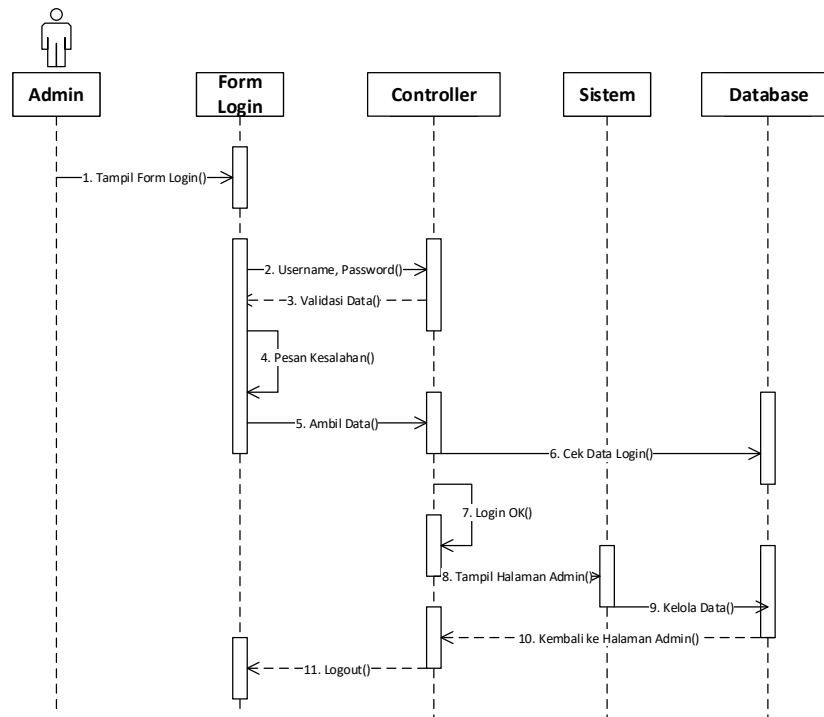 Admin
Form
Login
Controller
Sistem
Database
1. Tampil Form Login()
2. Username, Password()
3. Validasi Data()
4. Pesan Kesalahan()
5. Ambil Data()
6. Cek Data Login()
7. Login OK()
8. Tampil Halaman Admin()
9. Kelola Data()
10. Kembali ke Halaman Admin()
11. Logout()